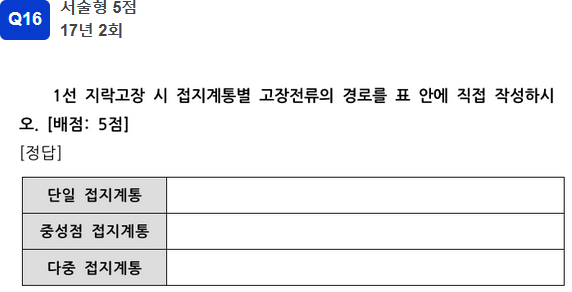 Q16
서술형 5점
17년 2회
1선 지락고장 시 접지계통별 고장전류의 경로를 표 안에 직접 작성하시
오. [배점: 5점]
[정답]
단일 접지계통
중성점 접지계통
다중 접지계통